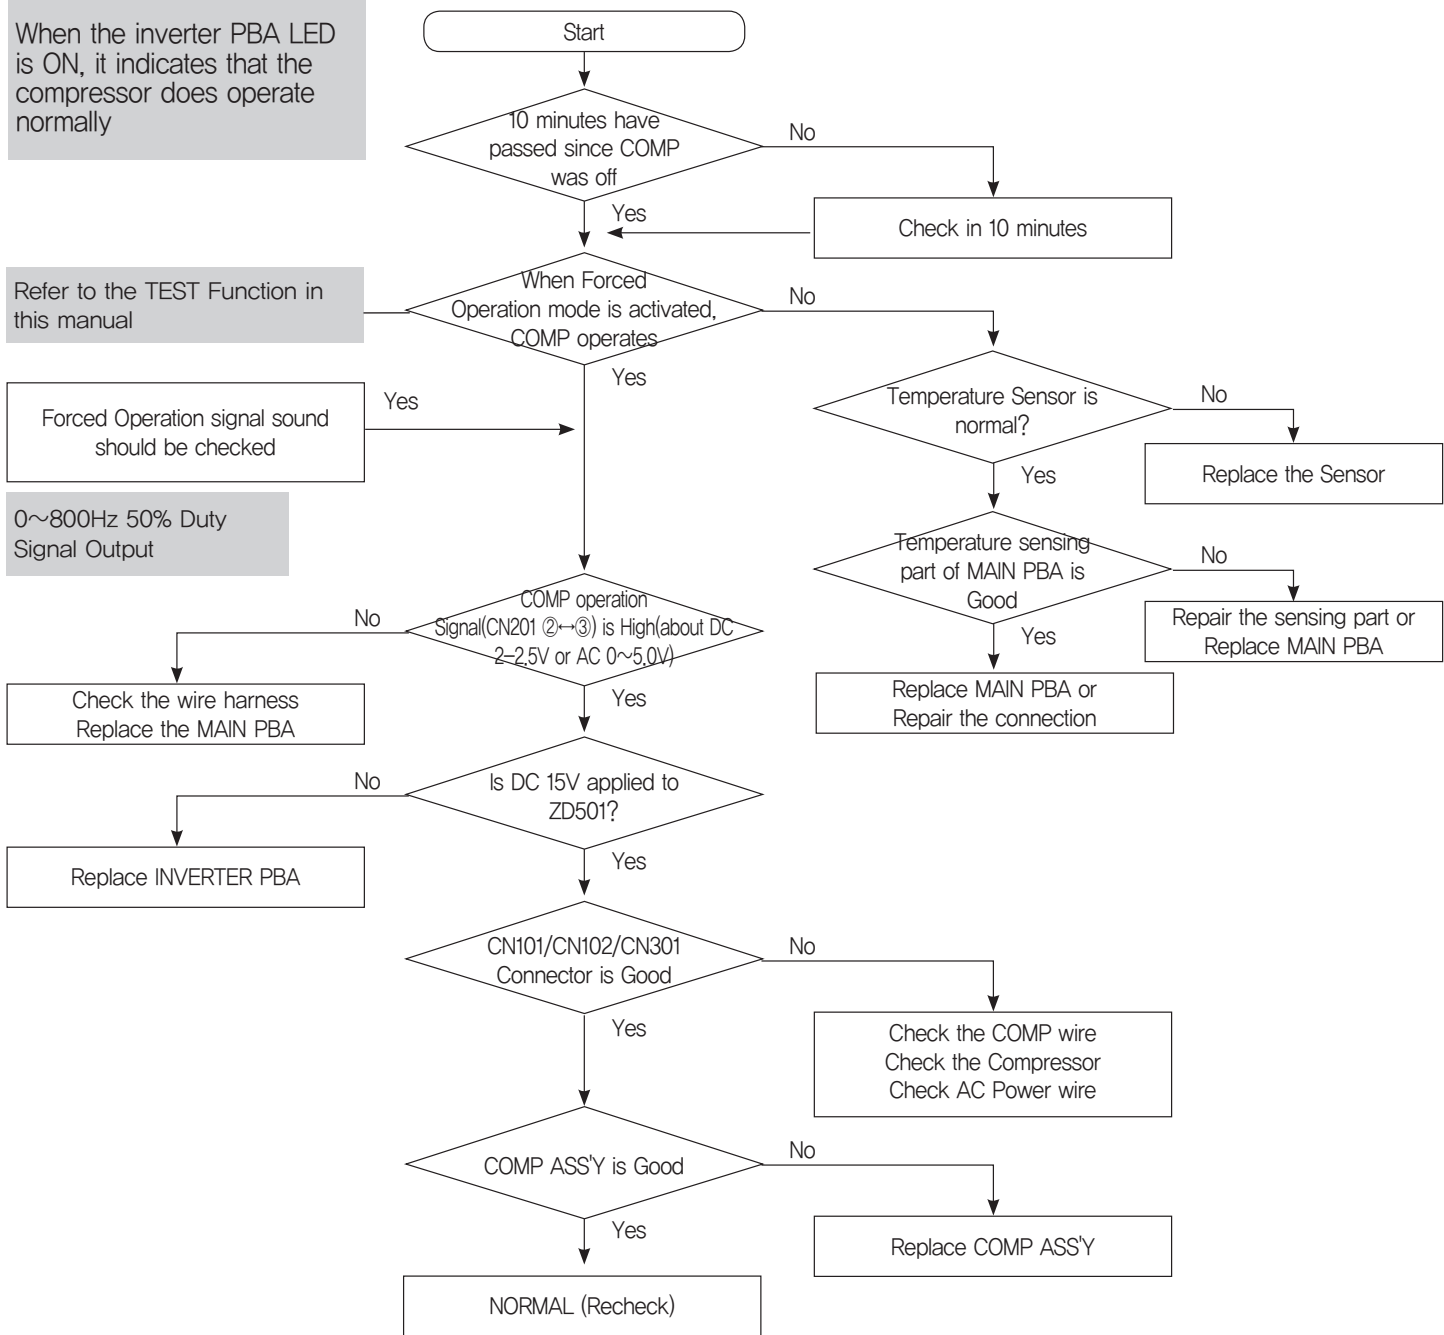 When the inverter PBA LED
is ON, it indicates that the
compressor does operate
normally
Start
10 minutes have
passed since COMP
was off
No
Yes
Check in 10 minutes
Refer to the TEST Function in
this manual
When Forced
Operation mode is activated,
COMP operates
No
Yes
Forced Operation signal sound
should be checked
Yes
Temperature Sensor is
normal?
No
Yes
Replace the Sensor
0～800Hz 50% Duty
Signal Output
Temperature sensing
part of MAIN PBA is
Good
No
Yes
Repair the sensing part or
Replace MAIN PBA
Replace MAIN PBA or
Repair the connection
COMP operation
Signal(CN201 ②↔③) is High(about DC
2-2.5V or AC 0～5.0V)
No
Yes
Check the wire harness
Replace the MAIN PBA
Is DC 15V applied to
ZD501?
No
Yes
Replace INVERTER PBA
CN101/CN102/CN301
Connector is Good
No
Yes
Check the COMP wire
Check the Compressor
Check AC Power wire
COMP ASS'Y is Good
No
Yes
Replace COMP ASS'Y
NORMAL (Recheck)